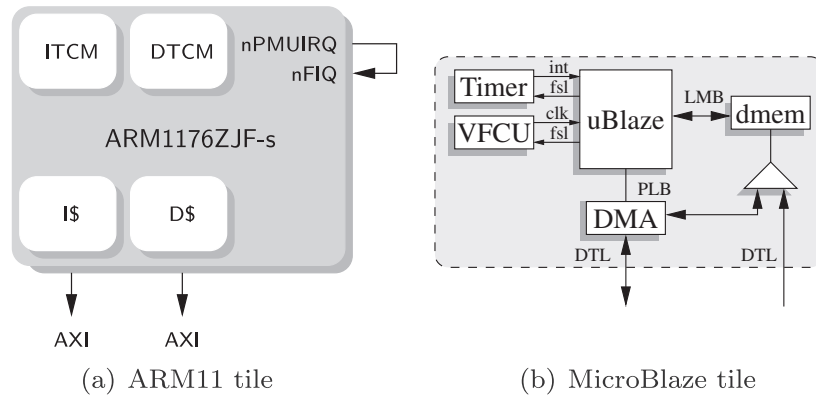 ITCM DTCM nPMUIRQ
nFIQ
ARM1176ZJF-s
I$ D$
AXI AXI
(a) ARM11 tile
Timer int uBlaze LMB dmem
fsl
VFCU clk
fsl
PLB
DMA
DTL DTL
(b) MicroBlaze tile